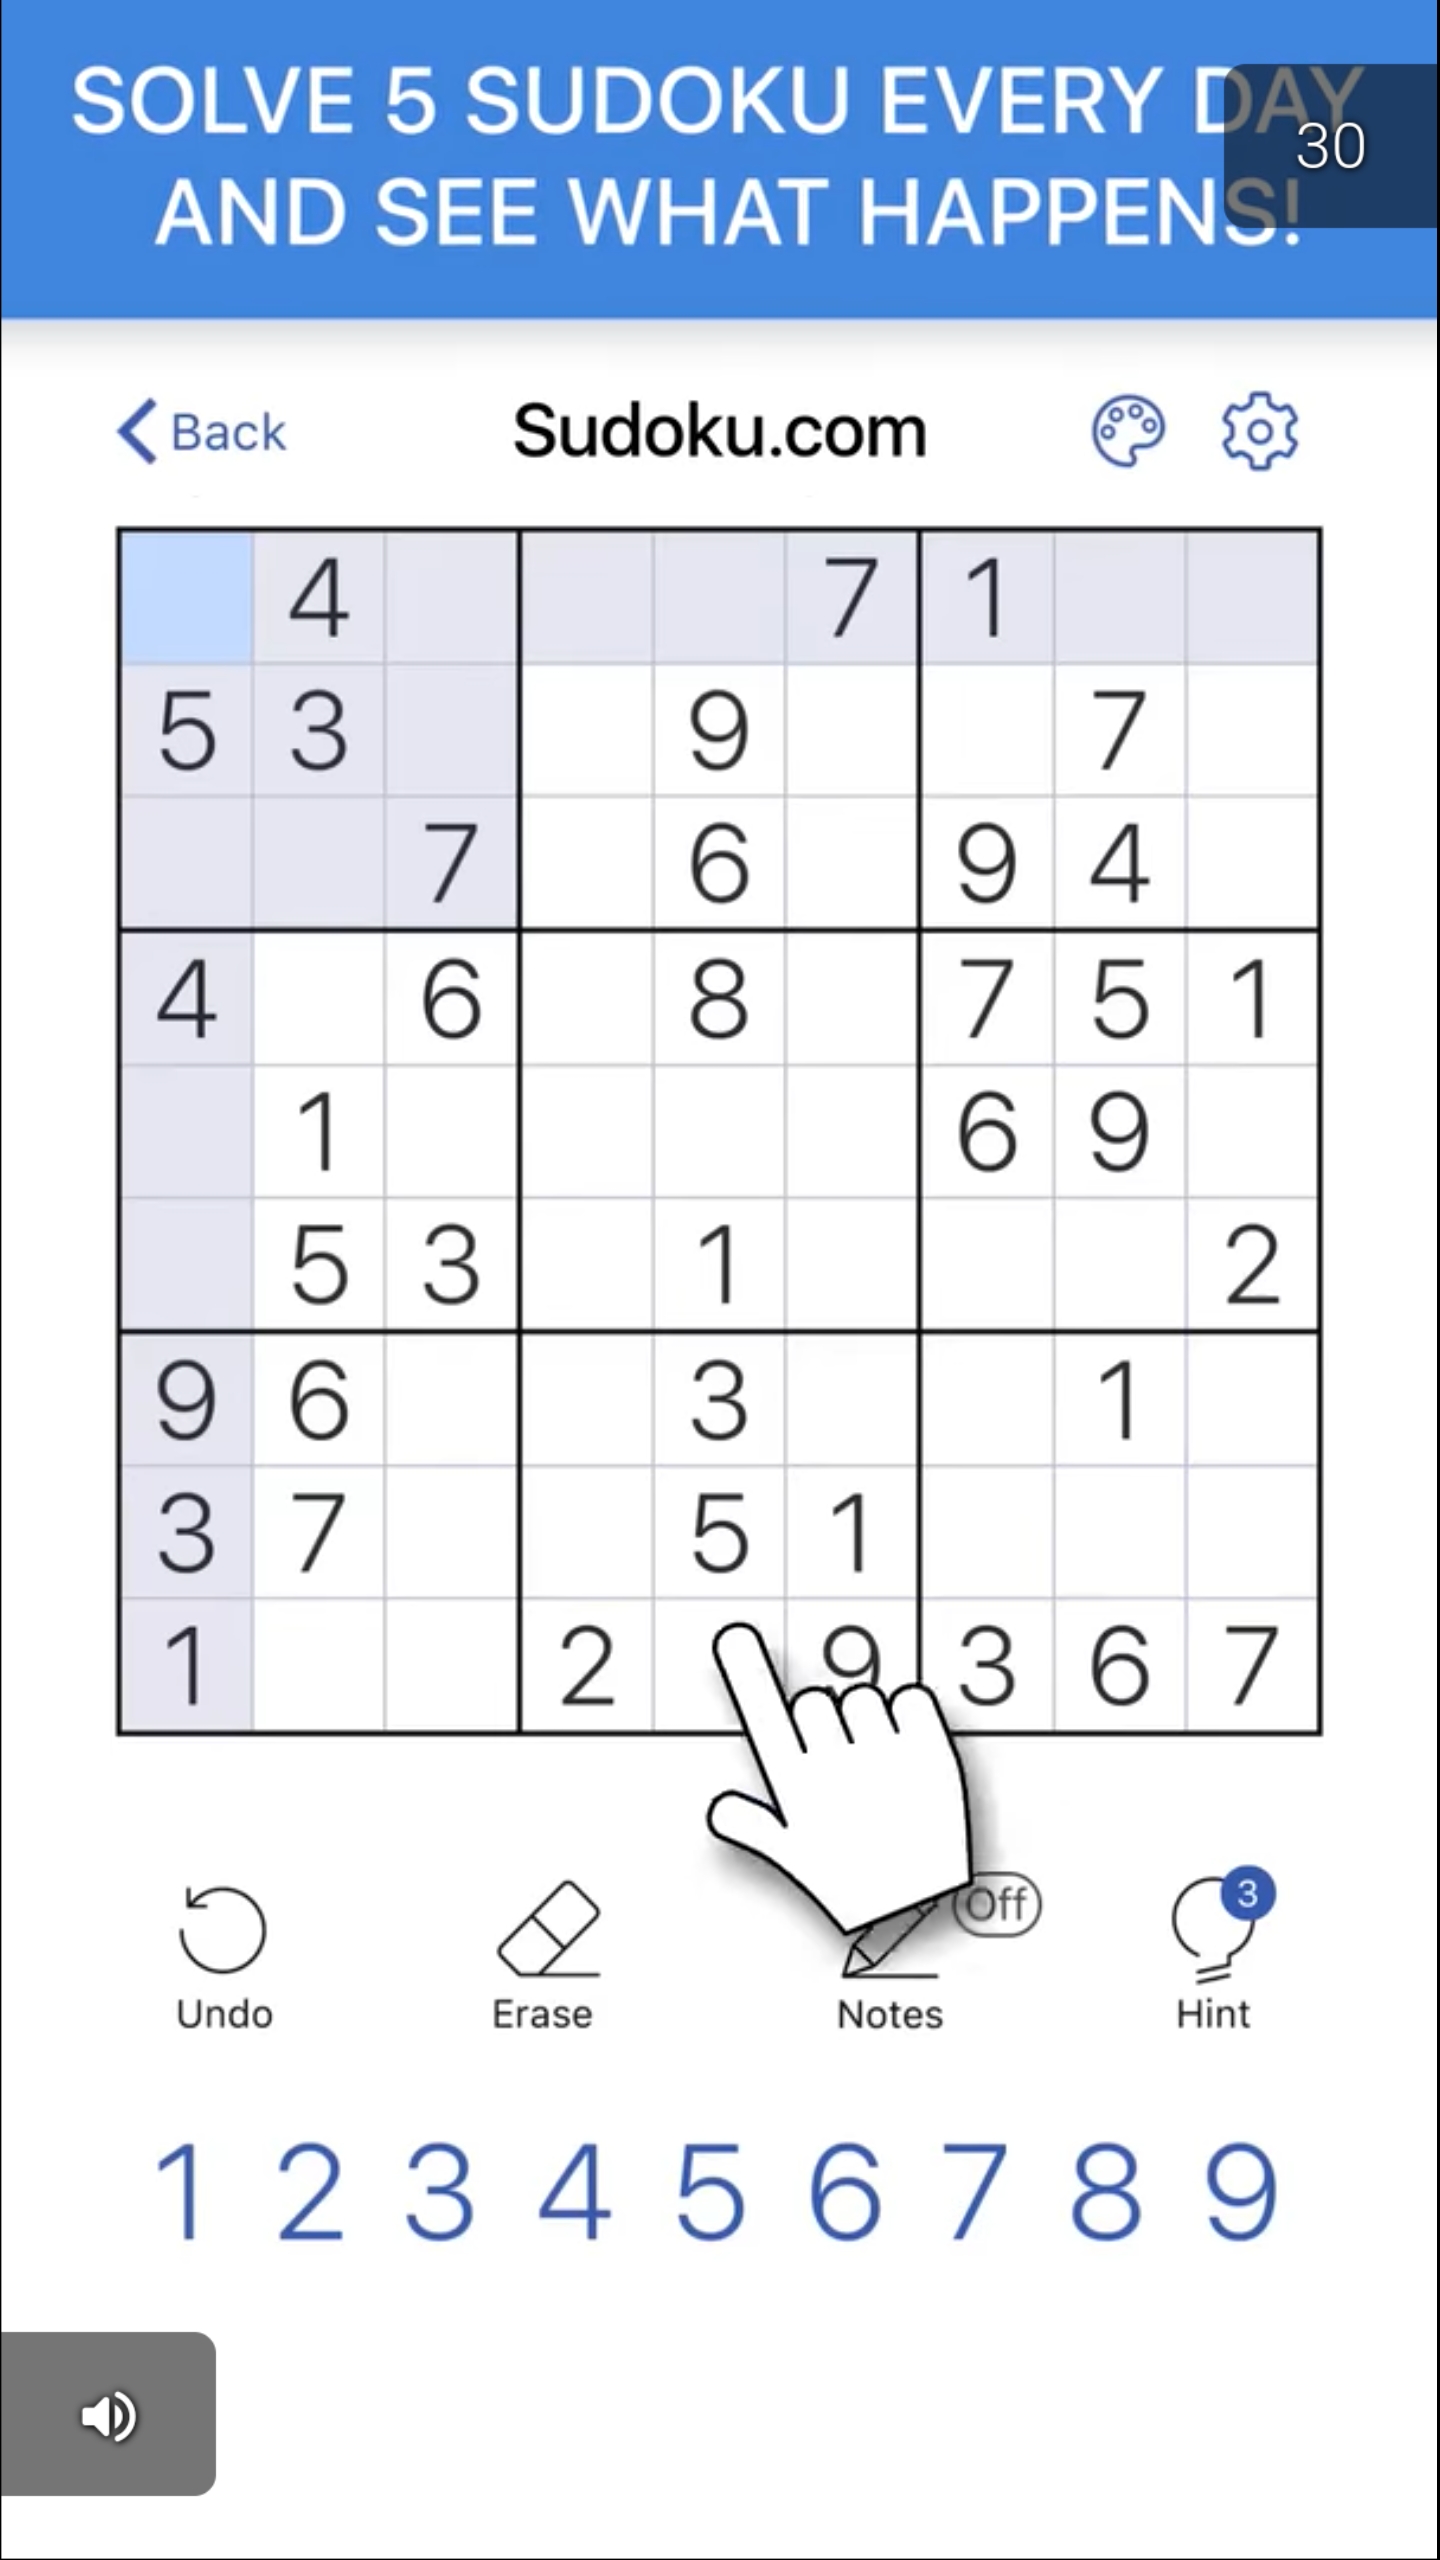 SOLVE 5 SUDOKU EVERY DAY
30
AND SEE WHAT HAPPENS!
Back Sudoku.com
4 7 1
5 3 9 7
7 6 9 4
4 6 8 7 5 1
1 6 9
5 3 1 2
9 6 3 1
3 7 5 1
1 2 9 3 6 7
Off 3
Undo Erase Notes Hint
1 2 3 4 5 6 7 8 9